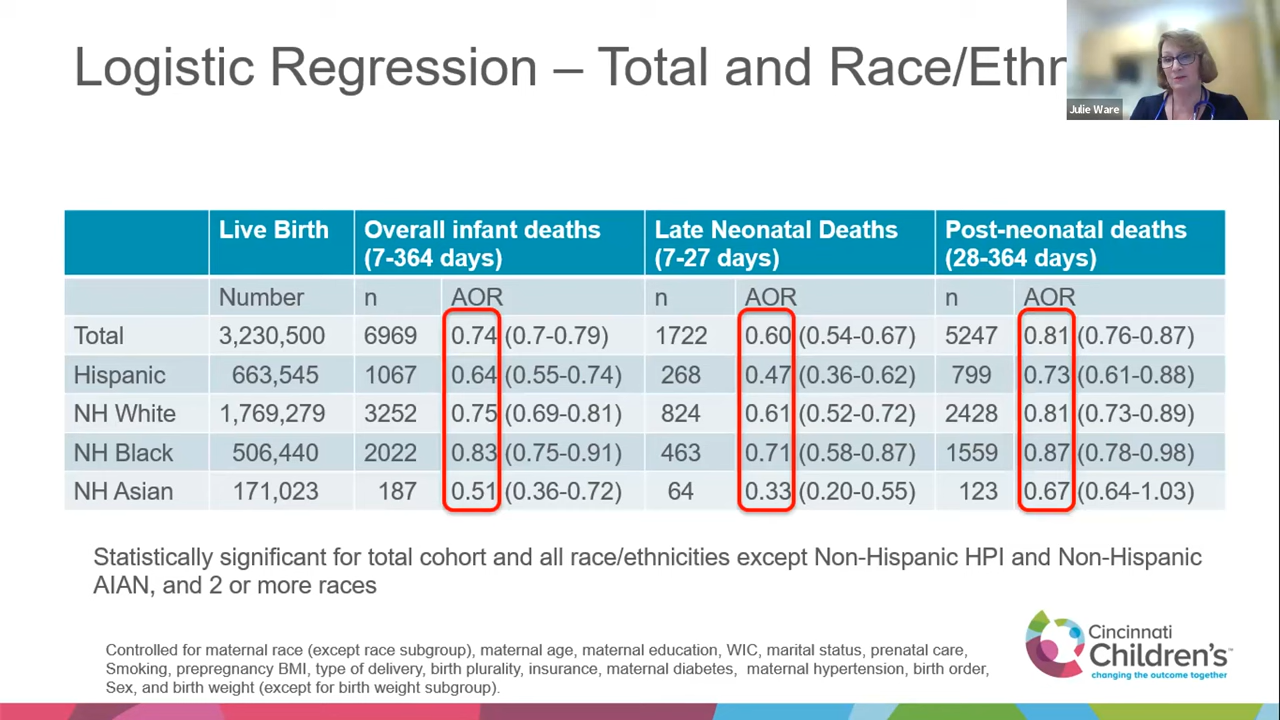 Logistic Regression – Total and Race/Ethn
Julie Ware
Live Birth Overall infant deaths (7-364 days) Late Neonatal Deaths (7-27 days) Post-neonatal deaths (28-364 days)
Number n AOR n AOR n AOR
Total 3,230,500 6969 0.74 (0.7-0.79) 1722 0.60 (0.54-0.67) 5247 0.81 (0.76-0.87)
Hispanic 663,545 1067 0.64 (0.55-0.74) 268 0.47 (0.36-0.62) 799 0.73 (0.61-0.88)
NH White 1,769,279 3252 0.75 (0.69-0.81) 824 0.61 (0.52-0.72) 2428 0.81 (0.73-0.89)
NH Black 506,440 2022 0.83 (0.75-0.91) 463 0.71 (0.58-0.87) 1559 0.87 (0.78-0.98)
NH Asian 171,023 187 0.51 (0.36-0.72) 64 0.33 (0.20-0.55) 123 0.67 (0.64-1.03)
Statistically significant for total cohort and all race/ethnicities except Non-Hispanic HPI and Non-Hispanic
AIAN, and 2 or more races
Controlled for maternal race (except race subgroup), maternal age, maternal education, WIC, marital status, prenatal care,
Smoking, prepregnancy BMI, type of delivery, birth plurality, insurance, maternal diabetes, maternal hypertension, birth order,
Sex, and birth weight (except for birth weight subgroup).
Cincinnati
Children's™
changing the outcome together